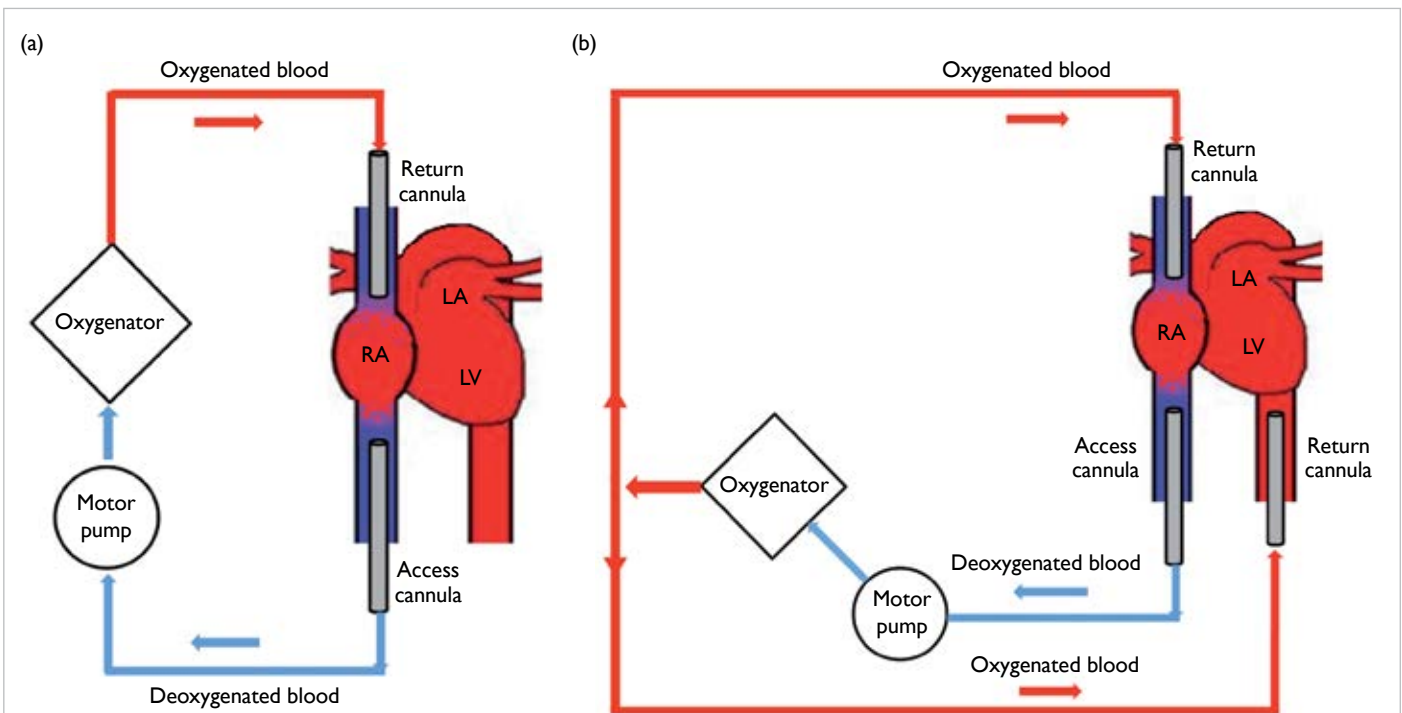 (a)
Oxygenated blood
Return
cannula
Oxygenator
LA
RA
LV
Motor
pump
Access
cannula
Deoxygenated blood
(b)
Oxygenated blood
Return
cannula
LA
RA
LV
Access
cannula
Return
cannula
Oxygenator
Deoxygenated blood
Motor
pump
Oxygenated blood